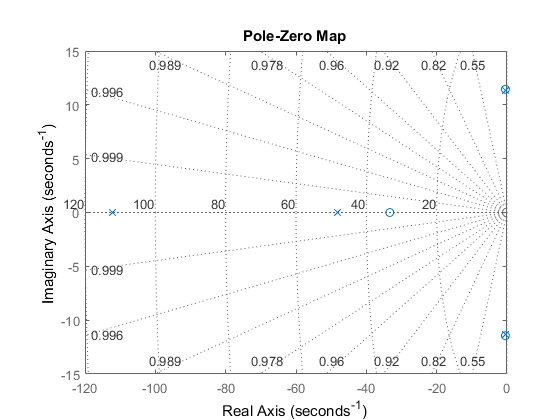 Pole-Zero Map
15
0.989 0.978 0.96 0.92 0.82 0.55
0.996
10
0.999
5
120 100 80 60 40 20
0
-5
0.999
-10
0.996
0.989 0.978 0.96 0.92 0.82 0.55
-15
-120 -100 -80 -60 -40 -20 0
Imaginary Axis (seconds⁻¹)
Real Axis (seconds⁻¹)